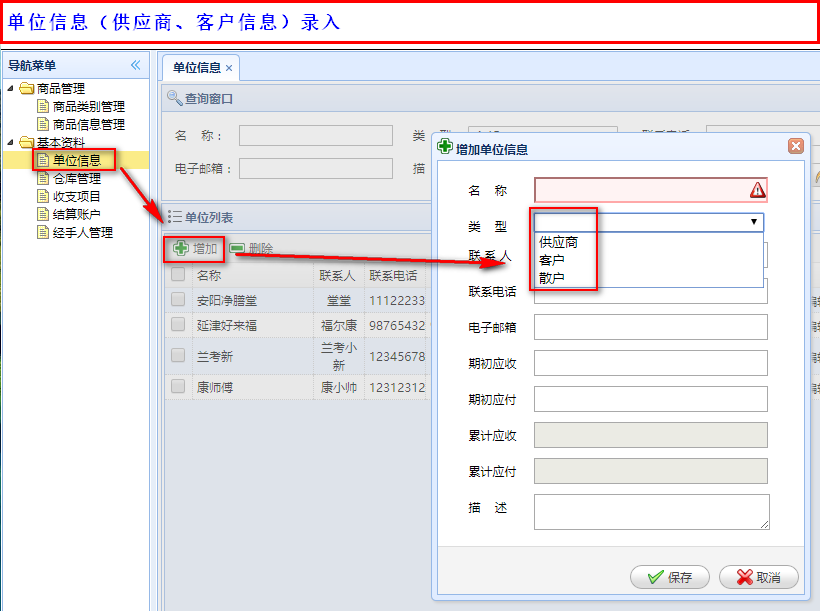 单位信息（供应商、客户信息）录入
导航菜单
商品管理
商品类别管理
商品信息管理
基本资料
单位信息
仓库管理
收支项目
结算账户
经手人管理
单位信息
查询窗口
名 称：
类
电子邮箱：
描
单位列表
增加 删除
名称 联系人 联系电话
安阳净膳堂 堂堂 11122233
延津好来福 福尔康 98765432
兰考新 兰考小新 12345678
康师傅 康小帅 12312312
增加单位信息
名 称
类 型
供应商
客户
散户
联系人
联系电话
电子邮箱
期初应收
期初应付
累计应收
累计应付
描 述
保存 取消